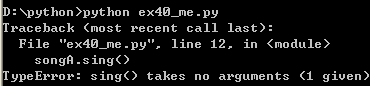 D:\python>python ex40_me.py
Traceback (most recent call last):
  File "ex40_me.py", line 12, in <module>
    songA.sing()
TypeError: sing() takes no arguments (1 given)